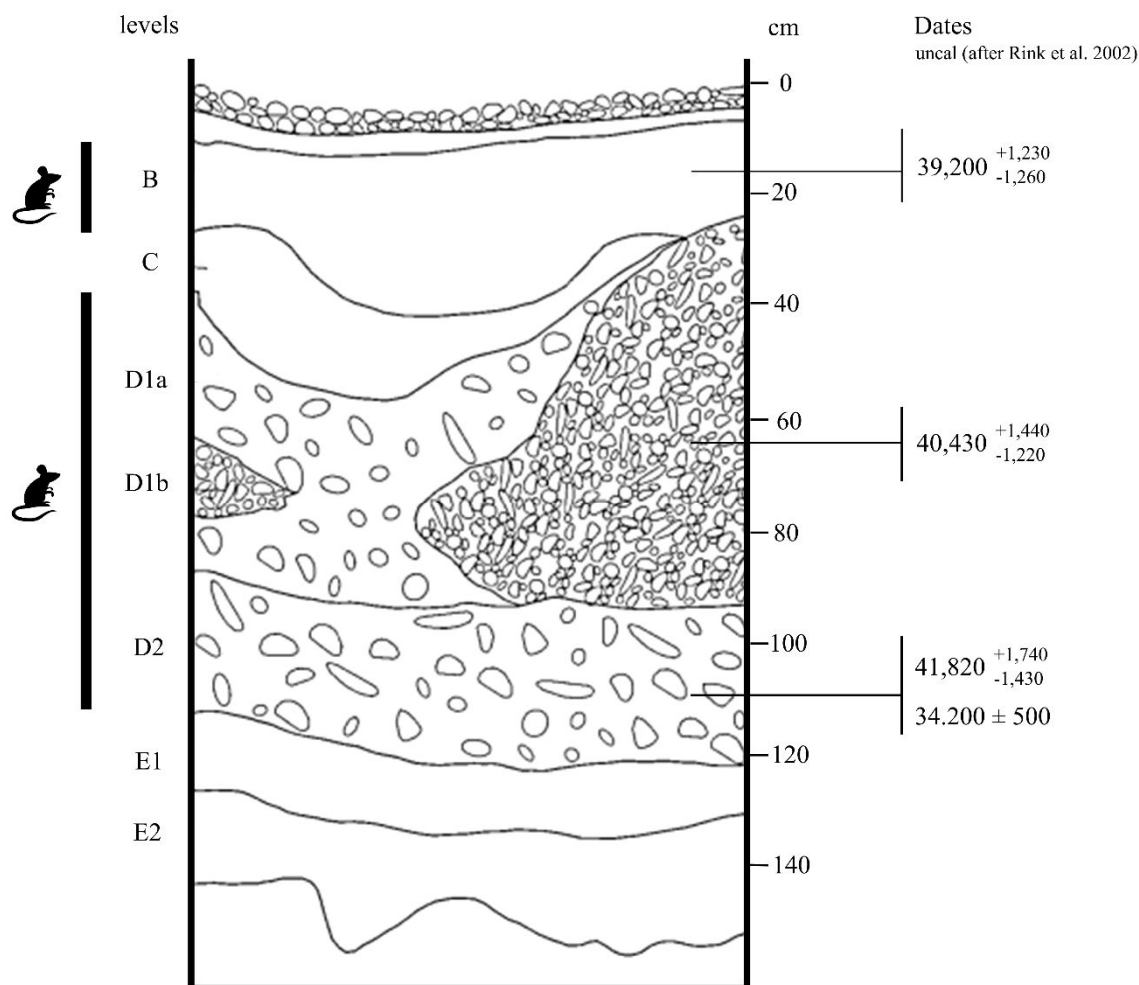 levels
cm
Dates
uncal (after Rink et al. 2002)
0
B
39,200 +1,230
-1,260
20
C
40
D1a
60
40,430 +1,440
-1,220
D1b
80
D2
100
41,820 +1,740
-1,430
34.200 ± 500
E1
120
E2
140